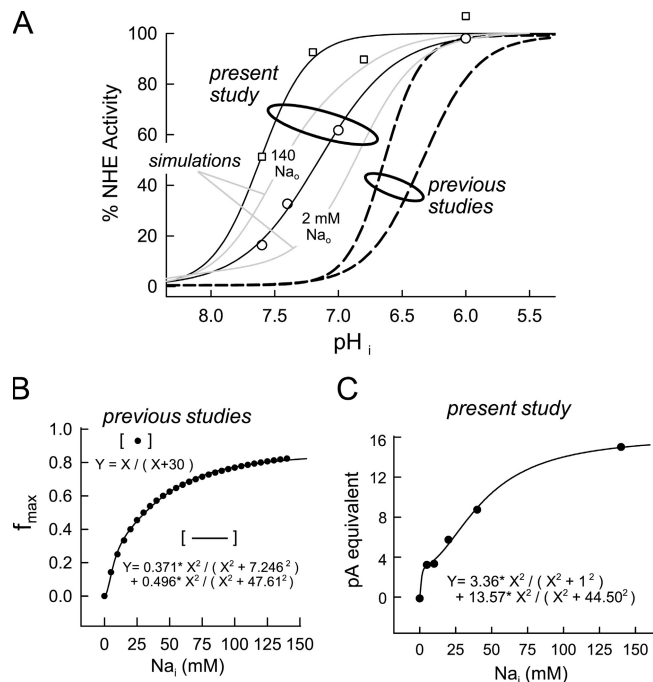 A
% NHE Activity
100
80
60
40
20
0
present
study
simulations
140
Na₀
2 mM
Na₀
previous
studies
8.0 7.5 7.0 6.5 6.0 5.5
pH i
B
previous studies
[ • ]
Y = X / ( X+30 )
[ — ]
Y= 0.371* X² / ( X² + 7.246² )
+ 0.496* X² / ( X² + 47.61² )
fmax
1.0
0.8
0.6
0.4
0.2
0.0
0 25 50 75 100 125 150
Naᵢ (mM)
C
present study
pA equivalent
16
12
8
4
0
Y= 3.36* X² / ( X² + 1² )
+ 13.57* X² / ( X² + 44.50² )
0 25 50 75 100 125 150
Naᵢ (mM)